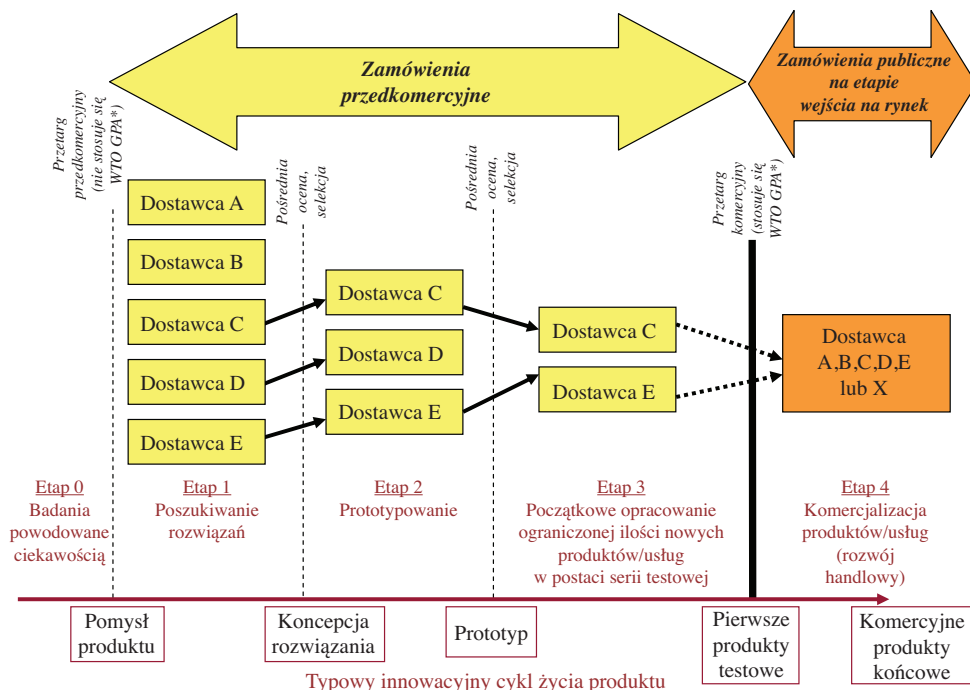 Zamówienia
przedkomercyjne
Zamówienia publiczne
na etapie
wejścia na rynek
Przetarg
przedkomercyjny
(nie stosuje się
WTO GPA*)
Pośrednia
ocena,
selekcja
Pośrednia
ocena,
selekcja
Przetarg
komercyjny
(stosuje się
WTO GPA*)
Dostawca A
Dostawca B
Dostawca C
Dostawca D
Dostawca E
Dostawca C
Dostawca D
Dostawca E
Dostawca C
Dostawca E
Dostawca
A,B,C,D,E
lub X
Etap 0
Badania
powodowane
ciekawością
Etap 1
Poszukiwanie
rozwiązań
Etap 2
Prototypowanie
Etap 3
Początkowe opracowanie
ograniczonej ilości nowych
produktów/usług
w postaci serii testowej
Etap 4
Komercjalizacja
produktów/usług
(rozwój
handlowy)
Pomysł
produktu
Koncepcja
rozwiązania
Prototyp
Pierwsze
produkty
testowe
Komercyjne
produkty
końcowe
Typowy innowacyjny cykl życia produktu